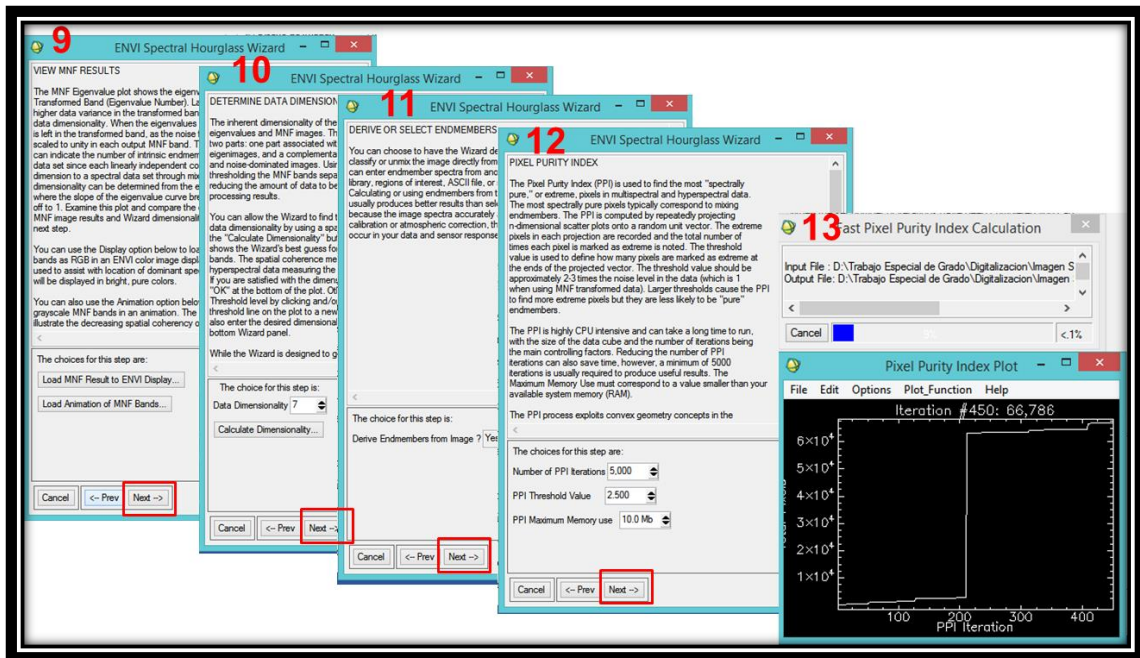 9
ENVI Spectral Hourglass Wizard
VIEW MNF RESULTS
The MNF Eigenvalue plot shows the eigenv
Transformed Band (Eigenvalue Number). La
higher data variance in the transformed ban
data dimensionality. When the eigenvalues
is left in the transformed band, as the noise
scaled to unity in each output MNF band. T
can indicate the number of intrinsic endmem
data set since each linearly independent co
dimension to a spectral data set through mix
dimensionality can be determined from the e
where the slope of the eigenvalue curve bre
off to 1. Examine this plot and compare the
MNF image results and Wizard dimensionali
next step.
You can use the Display option below to loa
bands as RGB in an ENVI color image displ
used to assist with location of dominant spe
will be displayed in bright, pure colors.
You can also use the Animation option belo
grayscale MNF bands in an animation. The
illustrate the decreasing spatial coherency o
<
The choices for this step are:
Load MNF Result to ENVI Display...
Load Animation of MNF Bands...
Cancel <-- Prev Next -->
10
ENVI Spectral Hourglass Wizard
DETERMINE DATA DIMENSION
The inherent dimensionality of the
eigenvalues and MNF images. Th
two parts: one part associated wit
eigenimages, and a complementa
and noise-dominated images. Usin
thresholding the MNF bands sepa
reducing the amount of data to be
processing results.
You can allow the Wizard to find t
data dimensionality by using a spa
the "Calculate Dimensionality" but
shows the Wizard's best guess for
bands. The spatial coherence me
hyperspectral data measuring the
If you are satisfied with the dimens
"OK" at the bottom of the plot. Ot
Threshold level by clicking and/o
threshold line on the plot to a new
also enter the desired dimensional
bottom Wizard panel.
While the Wizard is designed to g
<
The choice for this step is:
Data Dimensionality 7
Calculate Dimensionality...
Cancel <-- Prev Next -->
11
ENVI Spectral Hourglass Wizard
DERIVE OR SELECT ENDMEMBERS
You can choose to have the Wizard de
classify or unmix the image directly from
can enter endmember spectra from ano
library, regions of interest, ASCII file, or
Calculating or using endmembers from t
usually produces better results than sele
because the image spectra accurately a
calibration or atmospheric correction, th
occur in your data and sensor response
<
The choice for this step is:
Derive Endmembers from Image ? Yes
Cancel <-- Prev Next -->
12
ENVI Spectral Hourglass Wizard
PIXEL PURITY INDEX
The Pixel Purity Index (PPI) is used to find the most "spectrally
pure," or extreme, pixels in multispectral and hyperspectral data.
The most spectrally pure pixels typically correspond to mixing
endmembers. The PPI is computed by repeatedly projecting
n-dimensional scatter plots onto a random unit vector. The extreme
pixels in each projection are recorded and the total number of
times each pixel is marked as extreme is noted. The threshold
value is used to define how many pixels are marked as extreme at
the ends of the projected vector. The threshold value should be
approximately 2-3 times the noise level in the data (which is 1
when using MNF transformed data). Larger thresholds cause the PPI
to find more extreme pixels but they are less likely to be "pure"
endmembers.
The PPI is highly CPU intensive and can take a long time to run,
with the size of the data cube and the number of iterations being
the main controlling factors. Reducing the number of PPI
iterations can also save time, however, a minimum of 5000
iterations is usually required to produce useful results. The
Maximum Memory Use must correspond to a value smaller than your
available system memory (RAM).
The PPI process exploits convex geometry concepts in the
<
The choices for this step are:
Number of PPI Iterations 5,000
PPI Threshold Value 2.500
PPI Maximum Memory use 10.0 Mb
Cancel <-- Prev Next -->
13
Fast Pixel Purity Index Calculation
Input File : D:\Trabajo Especial de Grado\Digitalizacion\Imagen S
Output File: D:\Trabajo Especial de Grado\Digitalizacion\Imagen
< >
Cancel <.1%
Pixel Purity Index Plot
File Edit Options Plot_Function Help
Iteration #450: 66,786
6×10⁴
5×10⁴
4×10⁴
3×10⁴
2×10⁴
1×10⁴
100 200 300 400
PPI Iteration